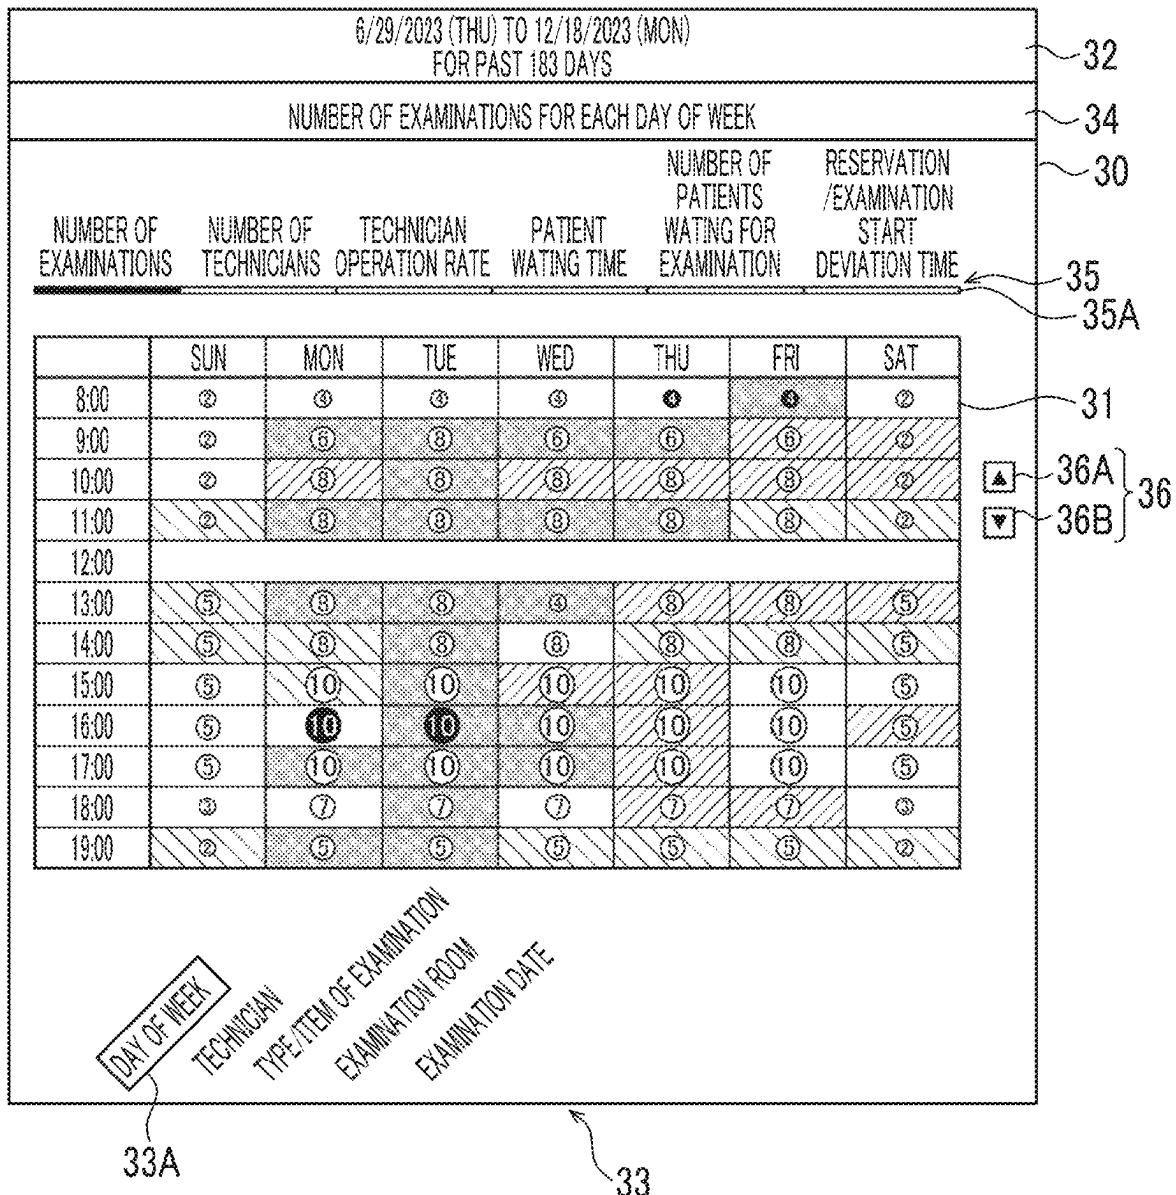 6/29/2023 (THU) TO 12/18/2023 (MON)
FOR PAST 183 DAYS
32
NUMBER OF EXAMINATIONS FOR EACH DAY OF WEEK
34
30
NUMBER OF EXAMINATIONS
NUMBER OF TECHNICIANS
TECHNICIAN OPERATION RATE
PATIENT WATING TIME
NUMBER OF PATIENTS WATING FOR EXAMINATION
RESERVATION /EXAMINATION START DEVIATION TIME
35
35A
SUN MON TUE WED THU FRI SAT
8:00 ② ④ ④ ④ ❹ ❹ ②
31
9:00 ② ⑥ ⑧ ⑥ ⑥ ⑥ ②
10:00 ② ⑧ ⑧ ⑧ ⑧ ⑧ ②
▲ 36A
36
11:00 ② ⑧ ⑧ ⑧ ⑧ ⑧ ②
▼ 36B
12:00
13:00 ⑤ ⑧ ⑧ ④ ⑧ ⑧ ⑤
14:00 ⑤ ⑧ ⑧ ⑧ ⑧ ⑧ ⑤
15:00 ⑤ ⑩ ⑩ ⑩ ⑩ ⑩ ⑤
16:00 ⑤ ❿ ❿ ⑩ ⑩ ⑩ ⑤
17:00 ⑤ ⑩ ⑩ ⑩ ⑩ ⑩ ⑤
18:00 ③ ⑦ ⑦ ⑦ ⑦ ⑦ ③
19:00 ② ⑤ ⑤ ⑤ ⑤ ⑤ ②
DAY OF WEEK
TECHNICIAN
TYPE/ITEM OF EXAMINATION
EXAMINATION ROOM
EXAMINATION DATE
33A
33